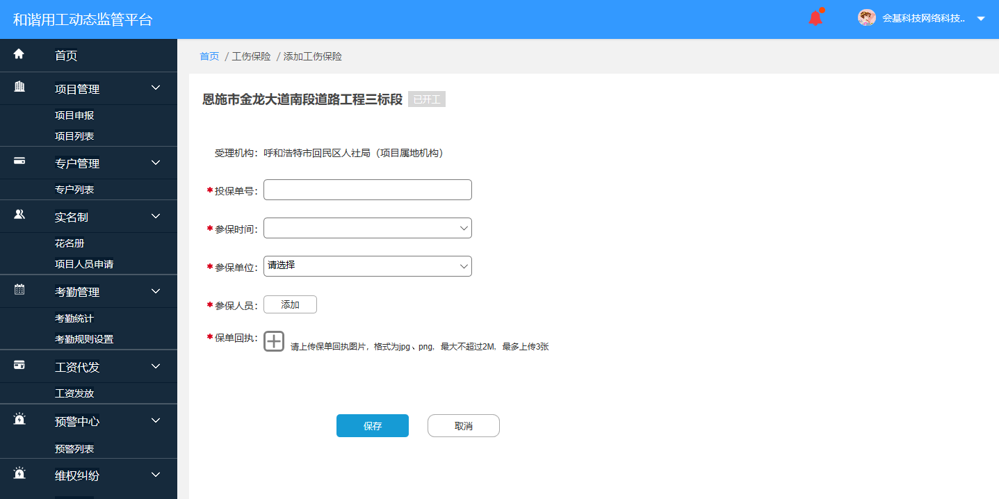 和谐用工动态监管平台
会基科技网络科技..
首页
项目管理
项目申报
项目列表
专户管理
专户列表
实名制
花名册
项目人员申请
考勤管理
考勤统计
考勤规则设置
工资代发
工资发放
预警中心
预警列表
维权纠纷
首页 / 工伤保险 / 添加工伤保险
恩施市金龙大道南段道路工程三标段 已开工
受理机构：呼和浩特市回民区人社局（项目属地机构）
✱投保单号：
✱参保时间：
✱参保单位： 请选择
✱参保人员： 添加
✱保单回执： 请上传保单回执图片，格式为jpg、png，最大不超过2M，最多上传3张
保存 取消